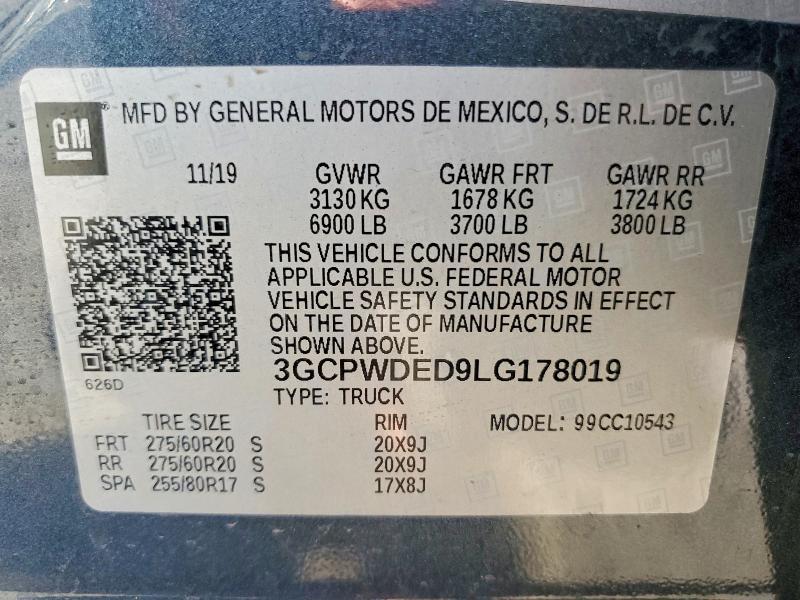 GM
MFD BY GENERAL MOTORS DE MEXICO, S. DE R.L. DE C.V.
11/19 GVWR GAWR FRT GAWR RR
3130 KG 1678 KG 1724 KG
6900 LB 3700 LB 3800 LB
THIS VEHICLE CONFORMS TO ALL
APPLICABLE U.S. FEDERAL MOTOR
VEHICLE SAFETY STANDARDS IN EFFECT
ON THE DATE OF MANUFACTURE
SHOWN ABOVE.
3GCPWDED9LG178019
626D
TYPE: TRUCK
TIRE SIZE RIM MODEL: 99CC10543
FRT 275/60R20 S 20X9J
RR 275/60R20 S 20X9J
SPA 255/80R17 S 17X8J